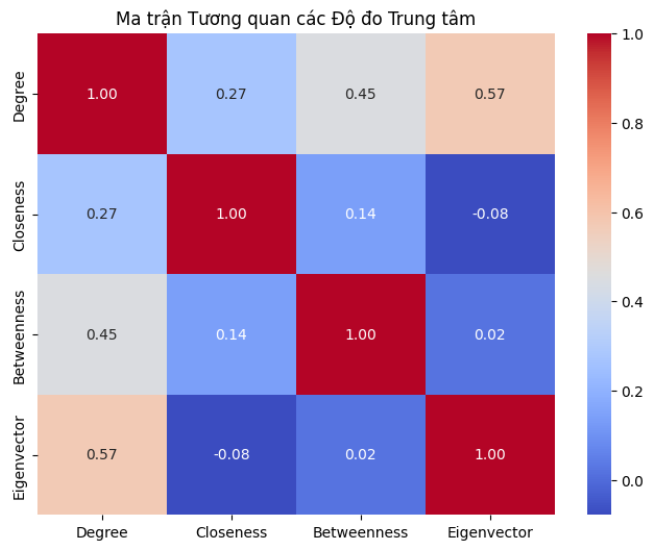 Ma trận Tương quan các Độ đo Trung tâm
Degree
1.00 0.27 0.45 0.57
Closeness
0.27 1.00 0.14 -0.08
Betweenness
0.45 0.14 1.00 0.02
Eigenvector
0.57 -0.08 0.02 1.00
Degree Closeness Betweenness Eigenvector
1.0
0.8
0.6
0.4
0.2
0.0